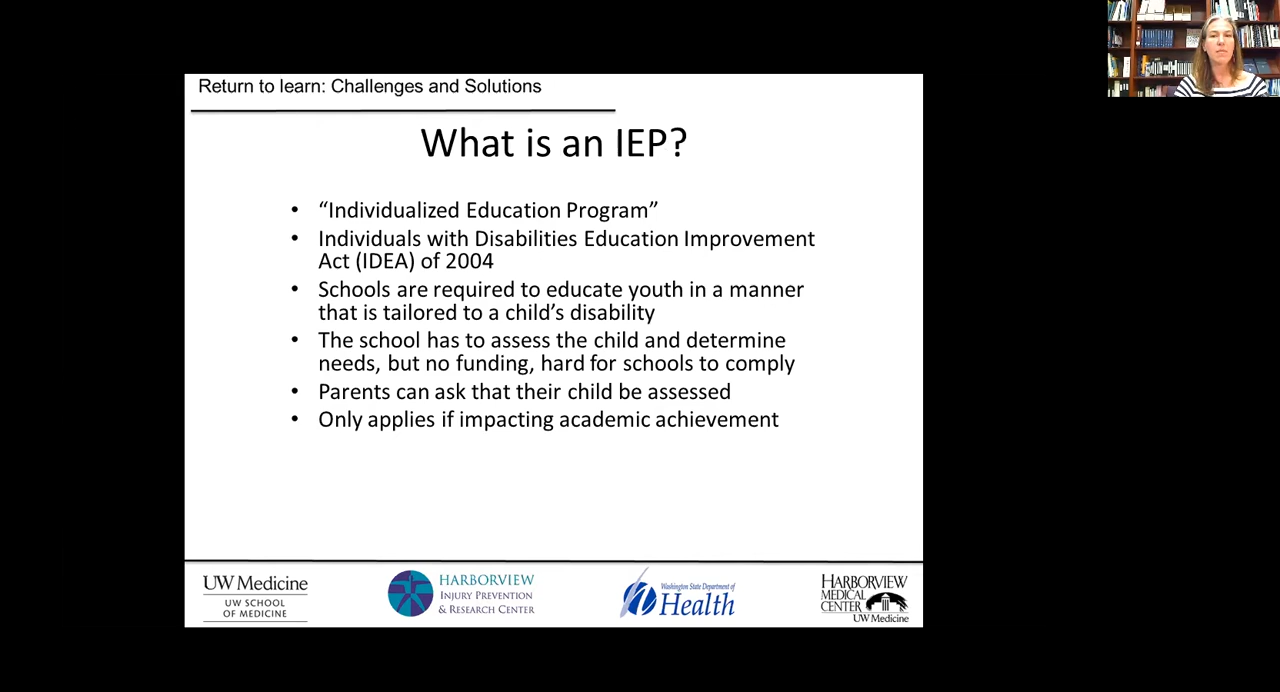 Return to learn: Challenges and Solutions
What is an IEP?
• “Individualized Education Program”
• Individuals with Disabilities Education Improvement
Act (IDEA) of 2004
• Schools are required to educate youth in a manner
that is tailored to a child’s disability
• The school has to assess the child and determine
needs, but no funding, hard for schools to comply
• Parents can ask that their child be assessed
• Only applies if impacting academic achievement
UW Medicine
UW SCHOOL
OF MEDICINE
HARBORVIEW
INJURY PREVENTION
& RESEARCH CENTER
Washington State Department of
Health
HARBORVIEW
MEDICAL
CENTER
UW Medicine